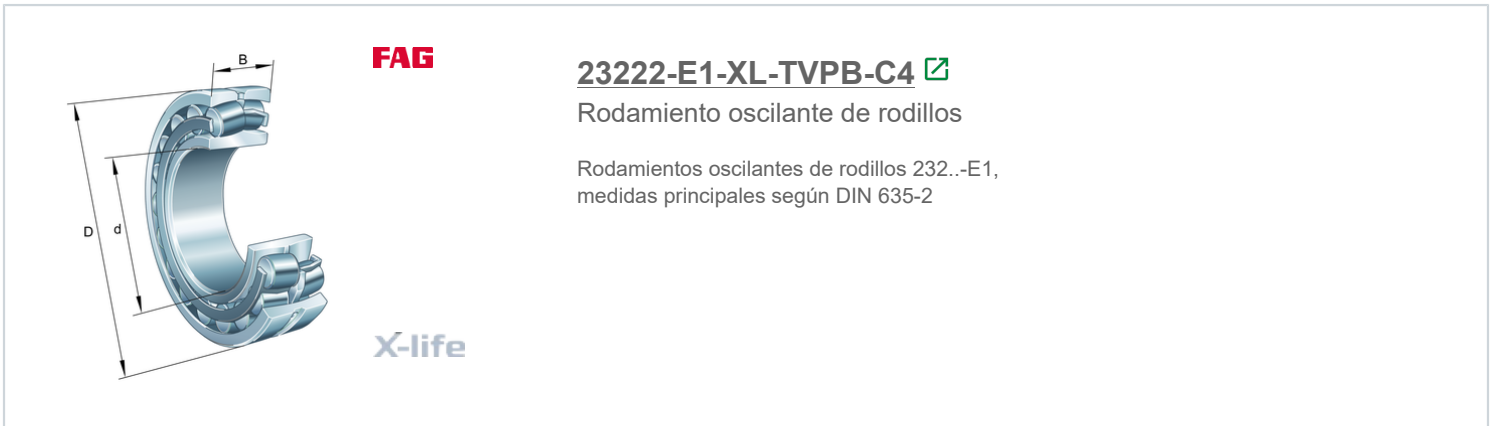 B
FAG
23222-E1-XL-TVPB-C4
Rodamiento oscilante de rodillos
Rodamientos oscilantes de rodillos 232..-E1,
medidas principales según DIN 635-2
D
d
X-life